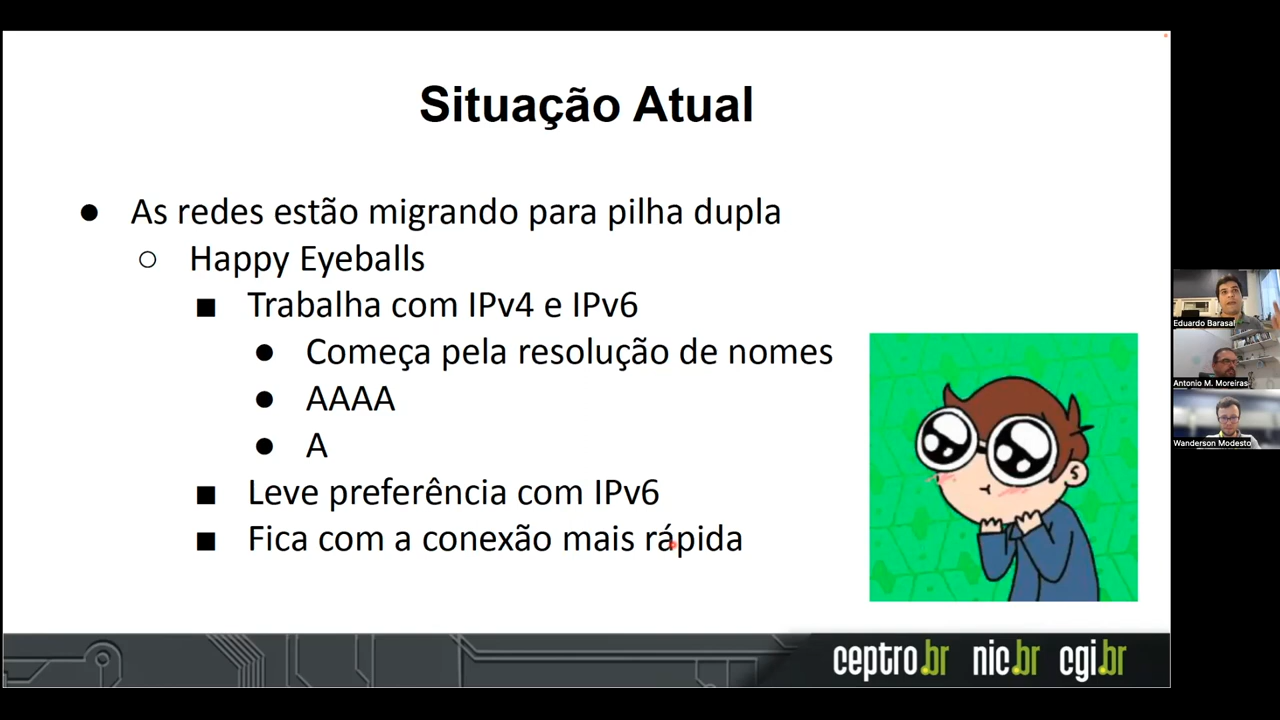 Situação Atual
● As redes estão migrando para pilha dupla
○ Happy Eyeballs
■ Trabalha com IPv4 e IPv6
● Começa pela resolução de nomes
● AAAA
● A
■ Leve preferência com IPv6
■ Fica com a conexão mais rápida
Eduardo Barasal
Antonio M. Moreiras
Wanderson Modesto
ceptro.br nic.br cgi.br